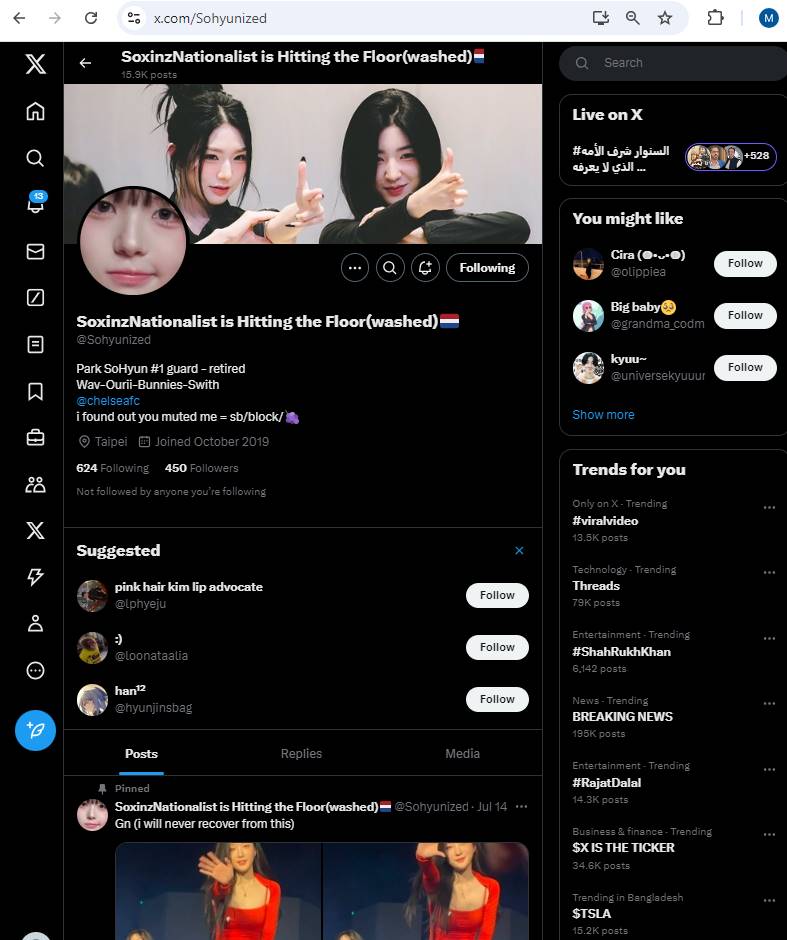 x.com/Sohyunized
M
SoxinzNationalist is Hitting the Floor(washed)🇳🇱
15.9K posts
13
Following
SoxinzNationalist is Hitting the Floor(washed)🇳🇱
@Sohyunized
Park SoHyun #1 guard - retired
Wav-Ourii-Bunnies-Swith
@chelseafc
i found out you muted me = sb/block/🍇
Taipei Joined October 2019
624 Following 450 Followers
Not followed by anyone you're following
Suggested
pink hair kim lip advocate
@lphyeju
Follow
:)
@loonataalia
Follow
han¹²
@hyunjinsbag
Follow
Posts Replies Media
Pinned
SoxinzNationalist is Hitting the Floor(washed)🇳🇱 @Sohyunized · Jul 14
Gn (i will never recover from this)
Search
Live on X
#السنوار شرف الأمه
الذي لا يعرفه ...
+528
You might like
@olippiea
Follow
Big baby🥺
@grandma_codm
Follow
kyuu~
@universekyuuur
Follow
Show more
Trends for you
Only on X · Trending
#viralvideo
13.5K posts
Technology · Trending
Threads
79K posts
Entertainment · Trending
#ShahRukhKhan
6,142 posts
News · Trending
BREAKING NEWS
195K posts
Entertainment · Trending
#RajatDalal
14.3K posts
Business & finance · Trending
$X IS THE TICKER
34.6K posts
Trending in Bangladesh
$TSLA
15.2K posts